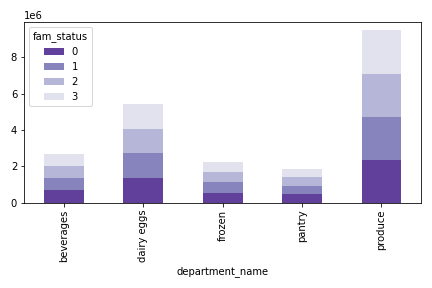 1e6
fam_status
0
1
2
3
8
6
4
2
0
beverages
dairy eggs
frozen
pantry
produce
department_name